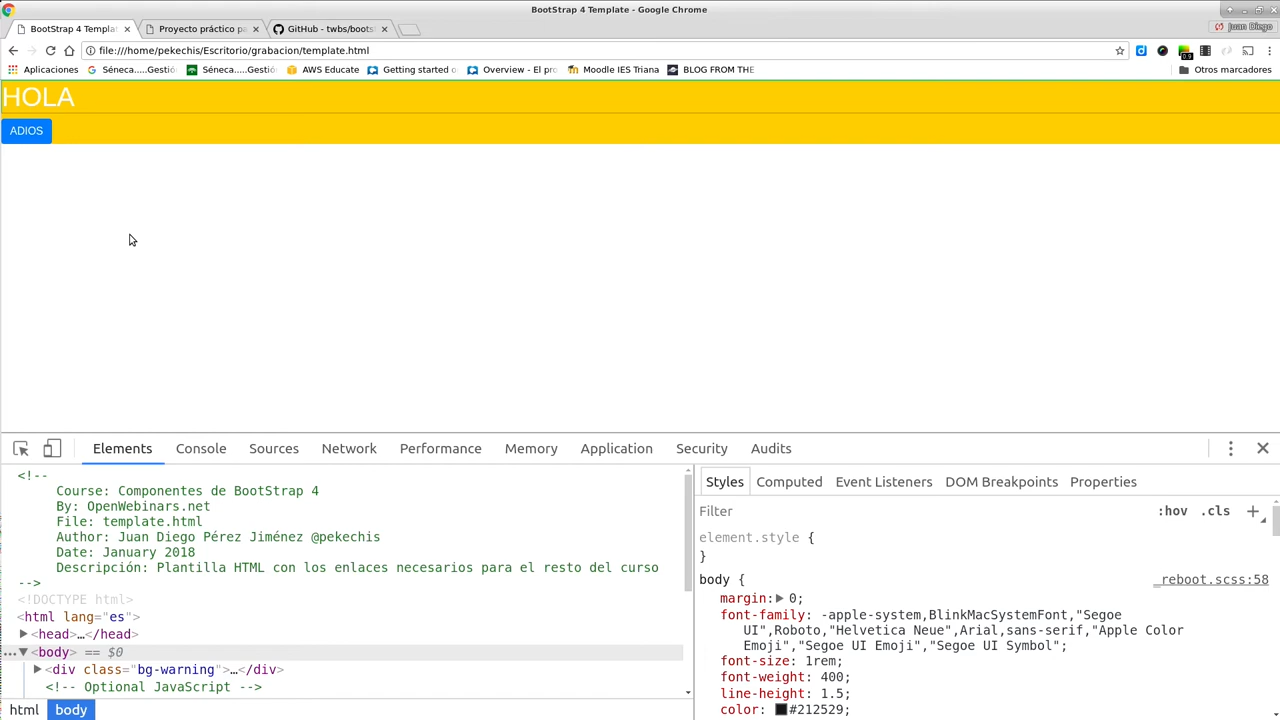 BootStrap 4 Template - Google Chrome
Juan Diego
BootStrap 4 Templa
Proyecto práctico pa
GitHub - twbs/boots
file:///home/pekechis/Escritorio/grabacion/template.html
Aplicaciones
Séneca.....Gestió
Séneca.....Gestió
AWS Educate
Getting started o
Overview - El pro
Moodle IES Triana
BLOG FROM THE
Otros marcadores
HOLA
ADIOS
Elements Console Sources Network Performance Memory Application Security Audits
<!--
Course: Componentes de BootStrap 4
By: OpenWebinars.net
File: template.html
Author: Juan Diego Pérez Jiménez @pekechis
Date: January 2018
Descripción: Plantilla HTML con los enlaces necesarios para el resto del curso
-->
<!DOCTYPE html>
<html lang="es">
<head>…</head>
<body> == $0
<div class="bg-warning">…</div>
<!-- Optional JavaScript -->
html body
Styles Computed Event Listeners DOM Breakpoints Properties
Filter :hov .cls +
element.style {
}
body { _reboot.scss:58
margin: 0;
font-family: -apple-system,BlinkMacSystemFont,"Segoe
UI",Roboto,"Helvetica Neue",Arial,sans-serif,"Apple Color
Emoji","Segoe UI Emoji","Segoe UI Symbol";
font-size: 1rem;
font-weight: 400;
line-height: 1.5;
color: #212529;